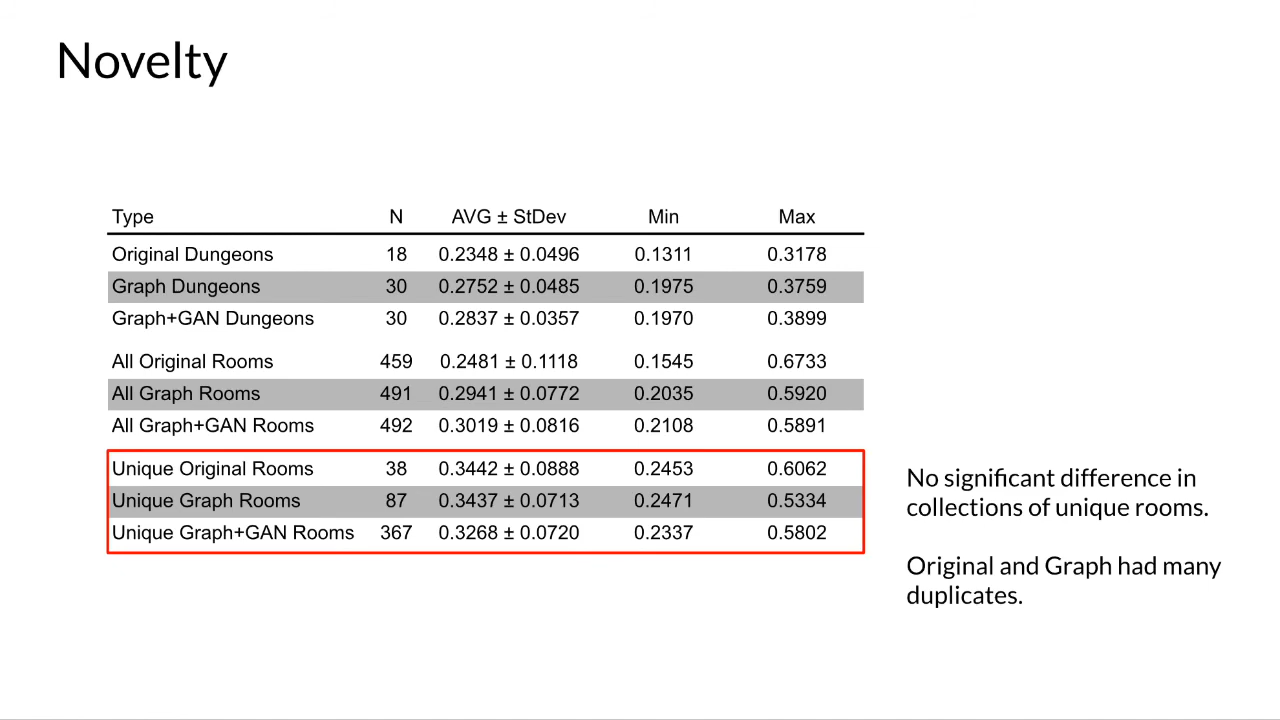 Novelty
Type N AVG ± StDev Min Max
Original Dungeons 18 0.2348 ± 0.0496 0.1311 0.3178
Graph Dungeons 30 0.2752 ± 0.0485 0.1975 0.3759
Graph+GAN Dungeons 30 0.2837 ± 0.0357 0.1970 0.3899
All Original Rooms 459 0.2481 ± 0.1118 0.1545 0.6733
All Graph Rooms 491 0.2941 ± 0.0772 0.2035 0.5920
All Graph+GAN Rooms 492 0.3019 ± 0.0816 0.2108 0.5891
Unique Original Rooms 38 0.3442 ± 0.0888 0.2453 0.6062
Unique Graph Rooms 87 0.3437 ± 0.0713 0.2471 0.5334
Unique Graph+GAN Rooms 367 0.3268 ± 0.0720 0.2337 0.5802
No significant difference in
collections of unique rooms.
Original and Graph had many
duplicates.